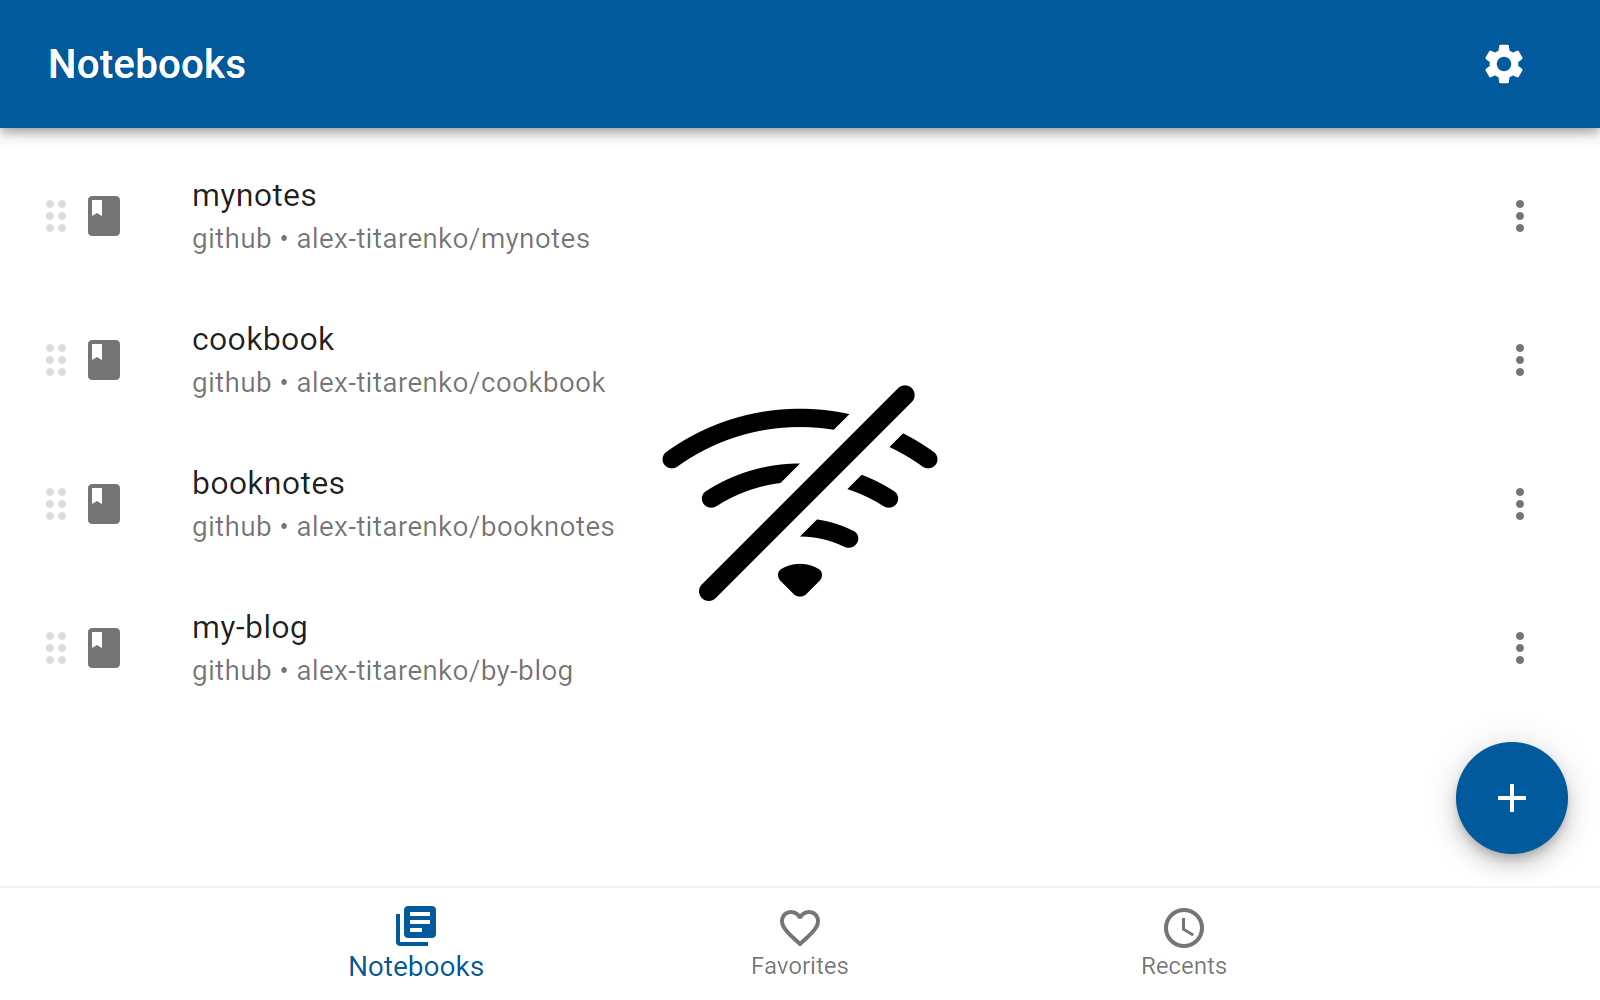 Notebooks
mynotes
github • alex-titarenko/mynotes
cookbook
github • alex-titarenko/cookbook
booknotes
github • alex-titarenko/booknotes
my-blog
github • alex-titarenko/by-blog
Notebooks
Favorites
Recents